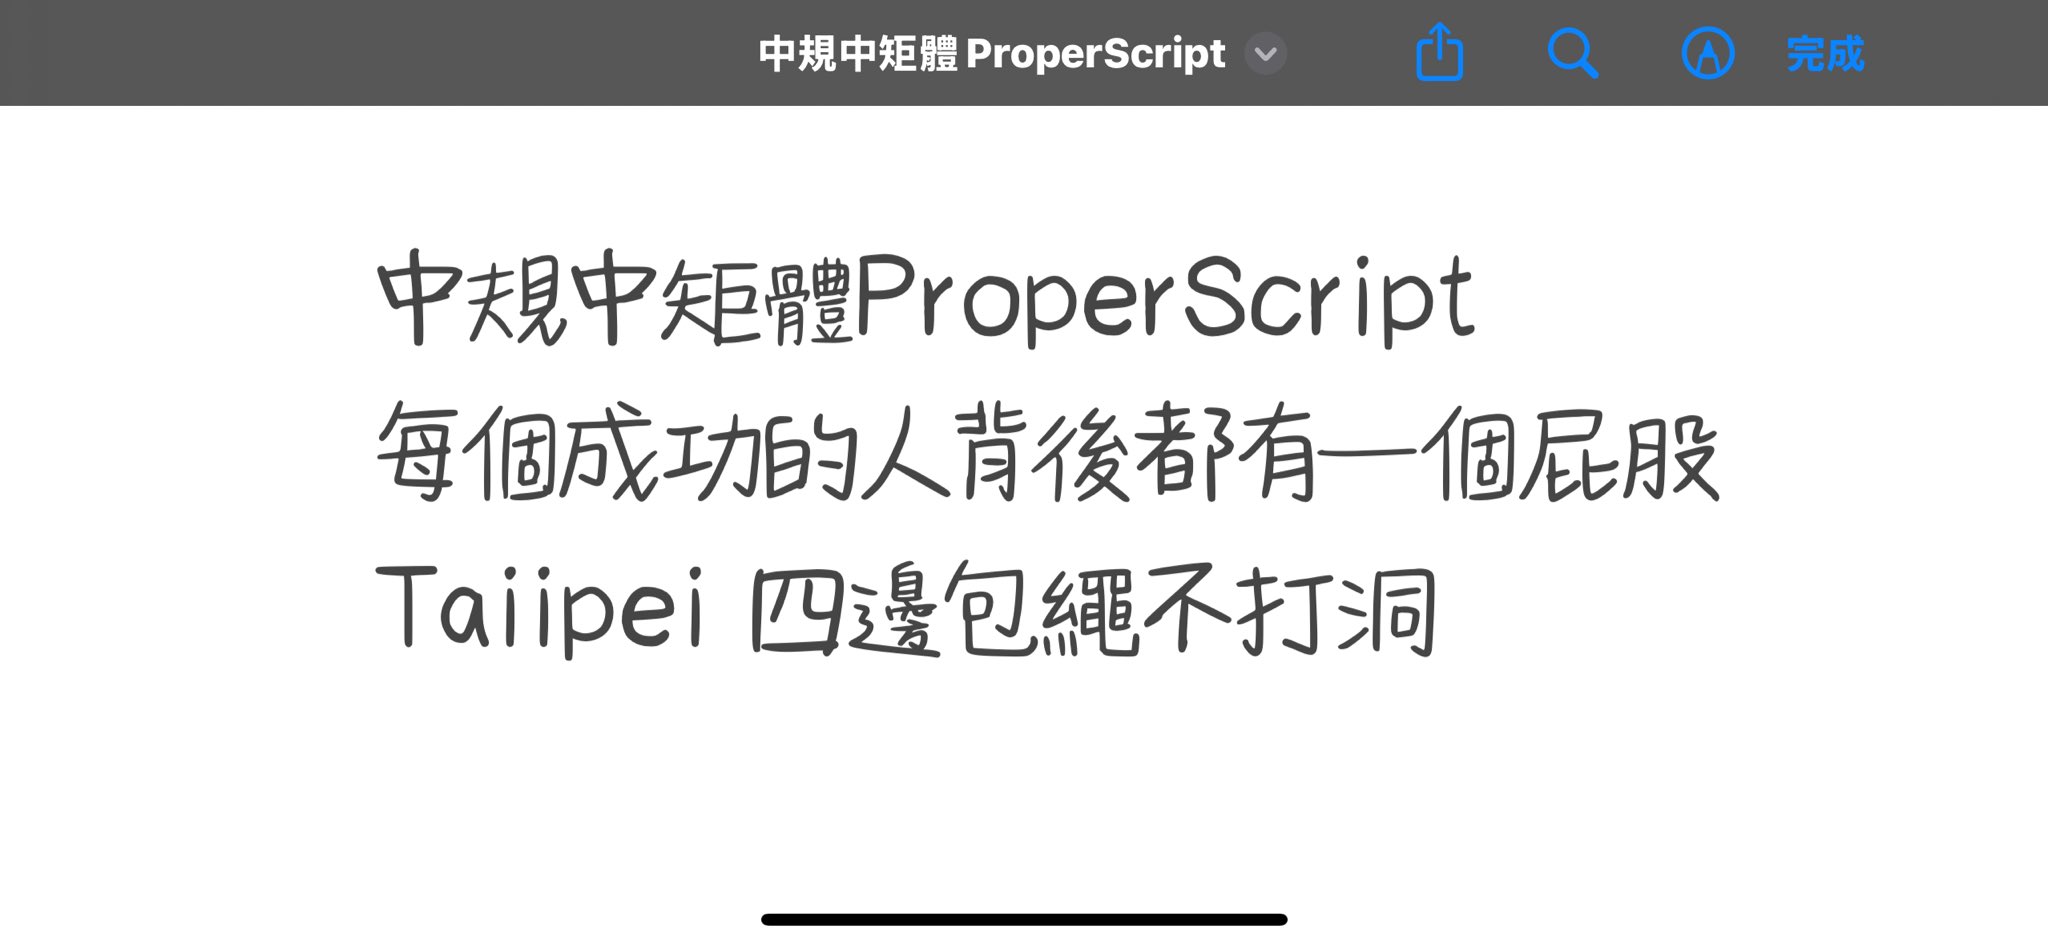 中規中矩體 ProperScript
完成
中規中矩體ProperScript
每個成功的人背後都有一個屁股
Taiipei 四邊包繩不打洞